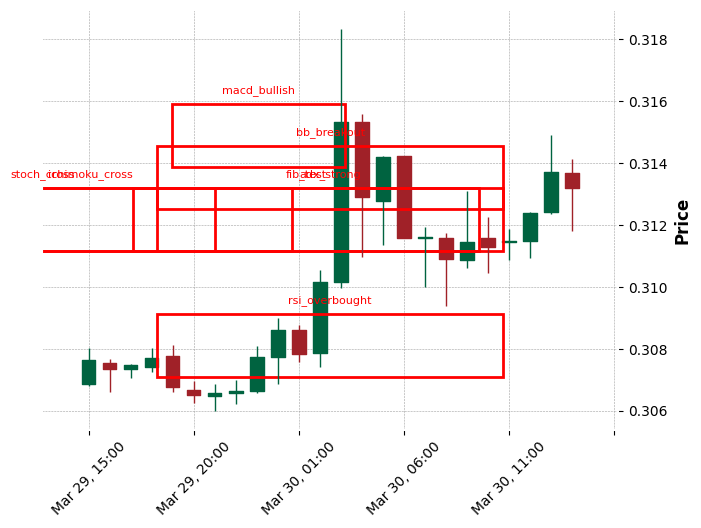 0.318
macd_bullish
0.316
bb_breakout
0.314
stoch_cross
ichimoku_cross
0.312
Price
0.310
rsi_overbought
0.308
0.306
Mar 29, 15:00
Mar 29, 20:00
Mar 30, 01:00
Mar 30, 06:00
Mar 30, 11:00